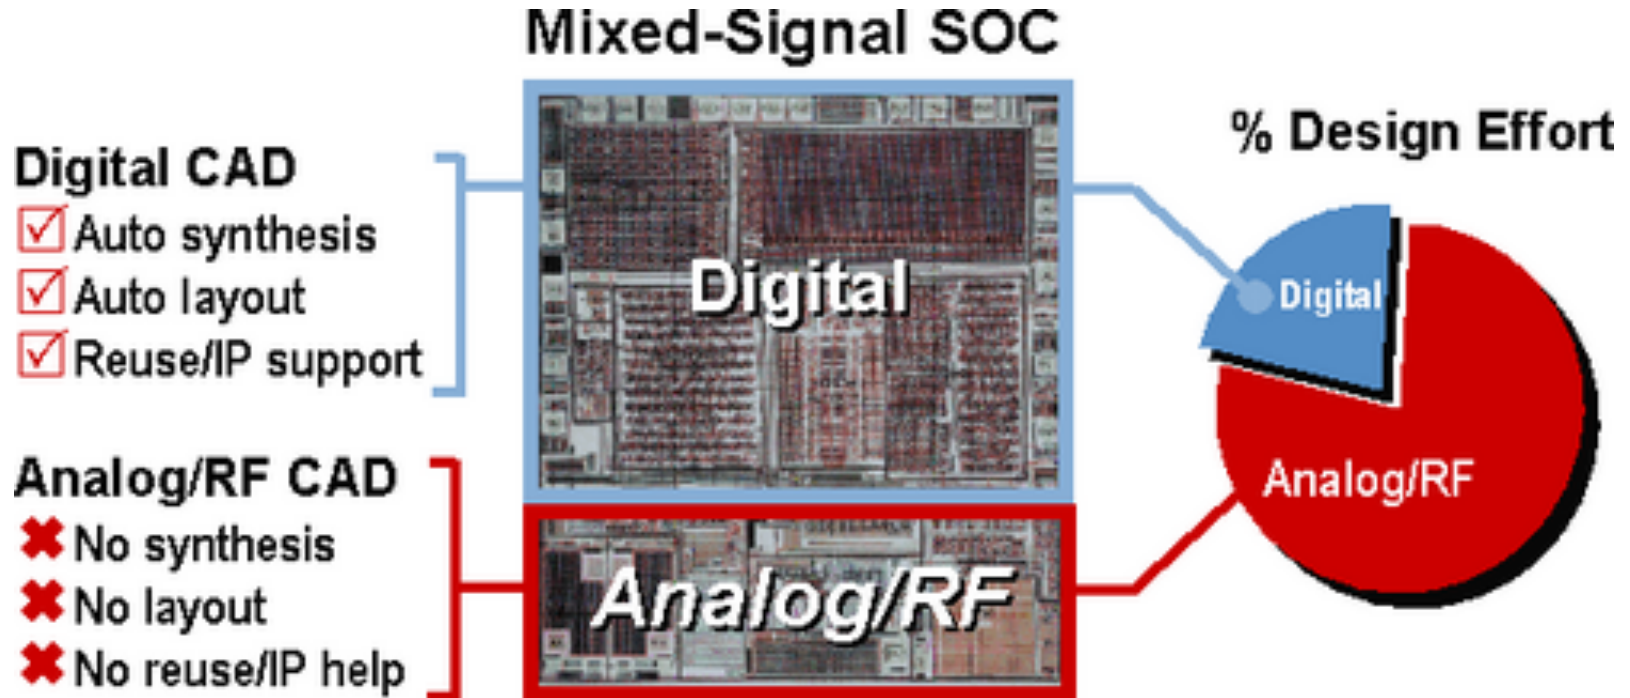 Mixed-Signal SOC
Digital CAD
Auto synthesis
Auto layout
Reuse/IP support
Analog/RF CAD
No synthesis
No layout
No reuse/IP help
Digital
Analog/RF
% Design Effort
Digital
Analog/RF